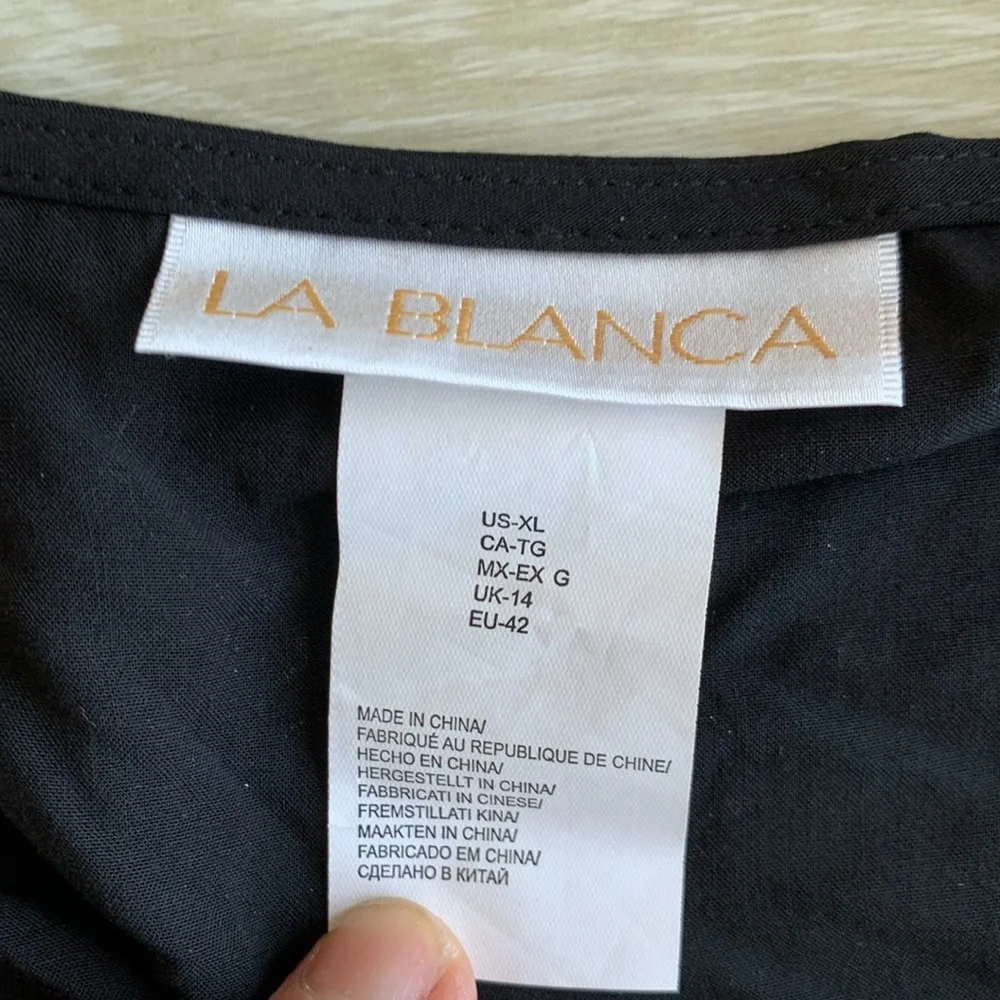 LA BLANCA
US-XL
CA-TG
MX-EX G
UK-14
EU-42
MADE IN CHINA/
FABRIQUÉ AU REPUBLIQUE DE CHINE/
HECHO EN CHINA/
HERGESTELLT IN CHINA/
FABBRICATI IN CINESE/
FREMSTILLATI KINA/
MAAKTEN IN CHINA/
FABRICADO EM CHINA/
СДЕЛАНО В КИТАЙ